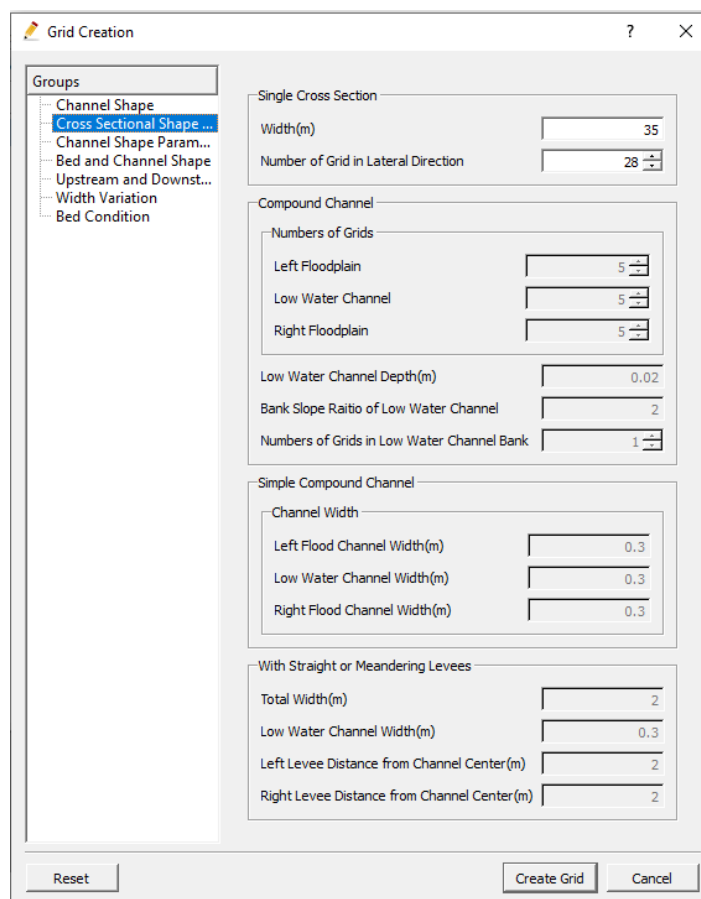 Grid Creation
?
Groups
Channel Shape
Cross Sectional Shape ...
Channel Shape Param...
Bed and Channel Shape
Upstream and Downst...
Width Variation
Bed Condition
Single Cross Section
Width(m) 35
Number of Grid in Lateral Direction 28
Compound Channel
Numbers of Grids
Left Floodplain 5
Low Water Channel 5
Right Floodplain 5
Low Water Channel Depth(m) 0.02
Bank Slope Raitio of Low Water Channel 2
Numbers of Grids in Low Water Channel Bank 1
Simple Compound Channel
Channel Width
Left Flood Channel Width(m) 0.3
Low Water Channel Width(m) 0.3
Right Flood Channel Width(m) 0.3
With Straight or Meandering Levees
Total Width(m) 2
Low Water Channel Width(m) 0.3
Left Levee Distance from Channel Center(m) 2
Right Levee Distance from Channel Center(m) 2
Reset Create Grid Cancel